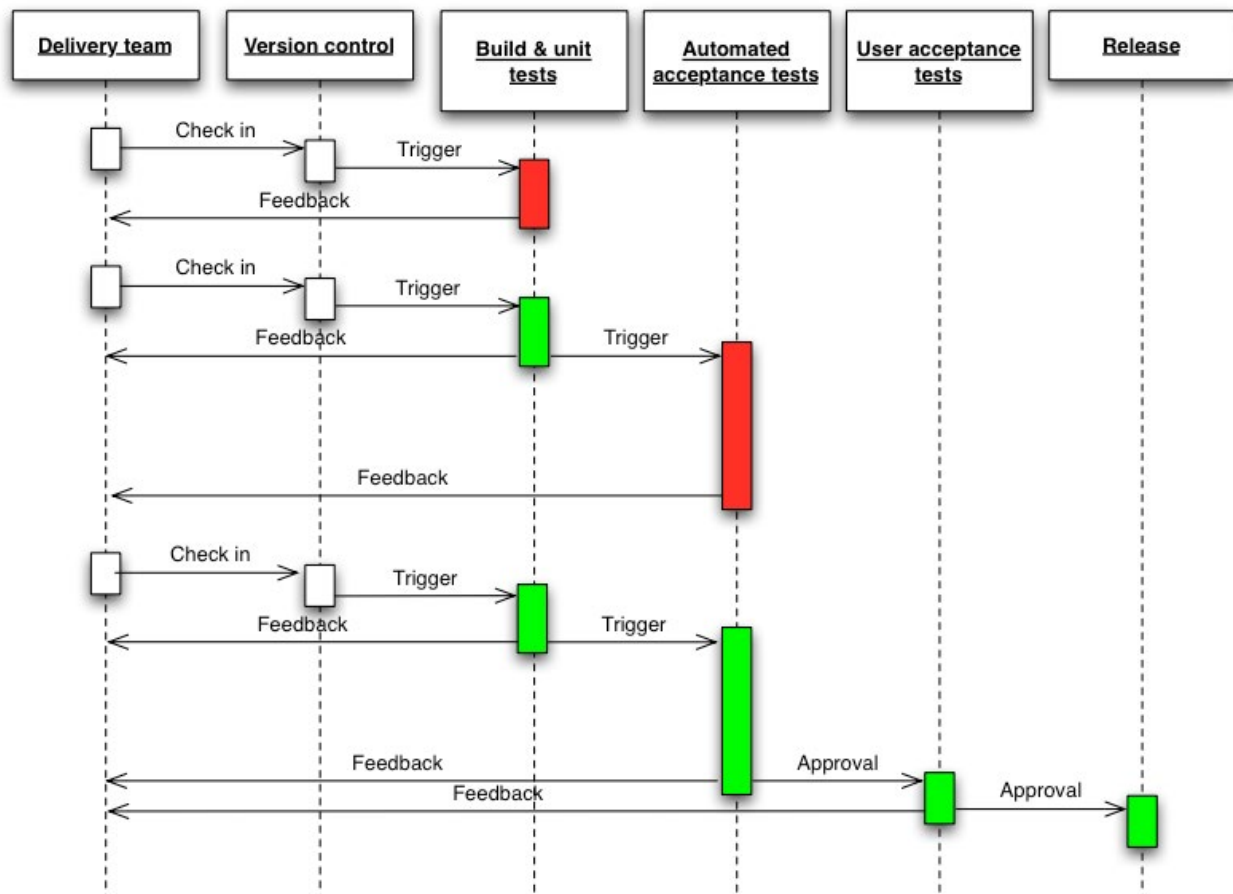 Delivery team
Version control
Build & unit
tests
Automated
acceptance tests
User acceptance
tests
Release
Check in
Trigger
Feedback
Check in
Trigger
Feedback
Trigger
Feedback
Check in
Trigger
Feedback
Trigger
Feedback
Approval
Feedback
Approval